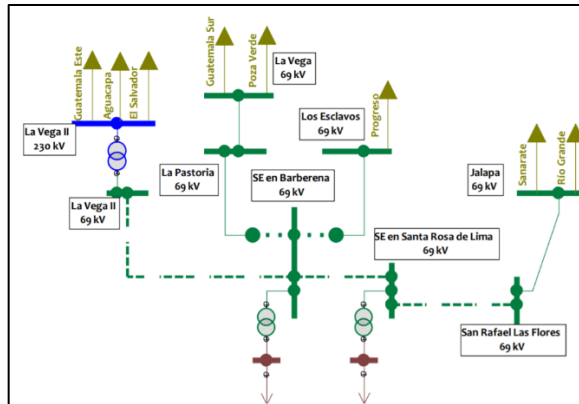 Guatemala Este
Aguacapa
El Salvador
Guatemala Sur
Poza Verde
La Vega
69 kV
Los Esclavos
69 kV
Progreso
La Vega II
230 kV
La Pastoria
69 kV
SE en Barberena
69 kV
Jalapa
69 kV
Sanarate
Río Grande
La Vega II
69 kV
SE en Santa Rosa de Lima
69 kV
San Rafael Las Flores
69 kV